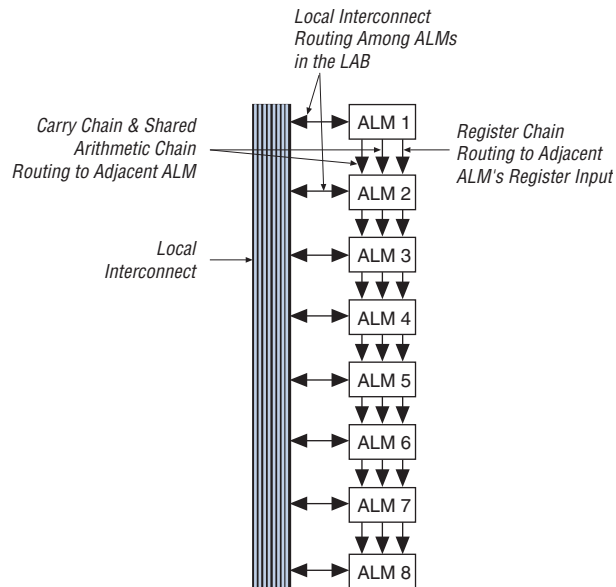 Local Interconnect
Routing Among ALMs
in the LAB
Carry Chain & Shared
Arithmetic Chain
Routing to Adjacent ALM
Register Chain
Routing to Adjacent
ALM's Register Input
Local
Interconnect
ALM 1
ALM 2
ALM 3
ALM 4
ALM 5
ALM 6
ALM 7
ALM 8